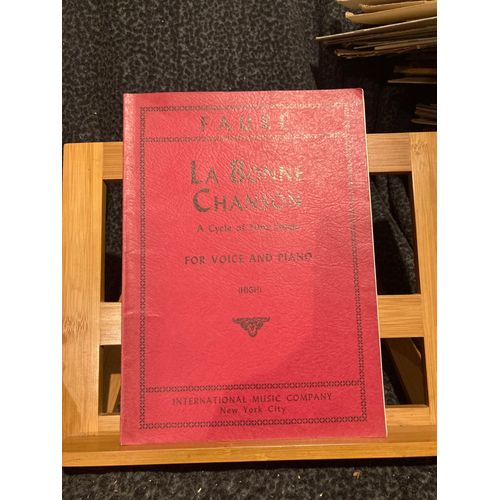 FAURÉ
LA BONNE
CHANSON
A Cycle of Nine Songs
FOR VOICE AND PIANO
(HIGH)
INTERNATIONAL MUSIC COMPANY
New York City